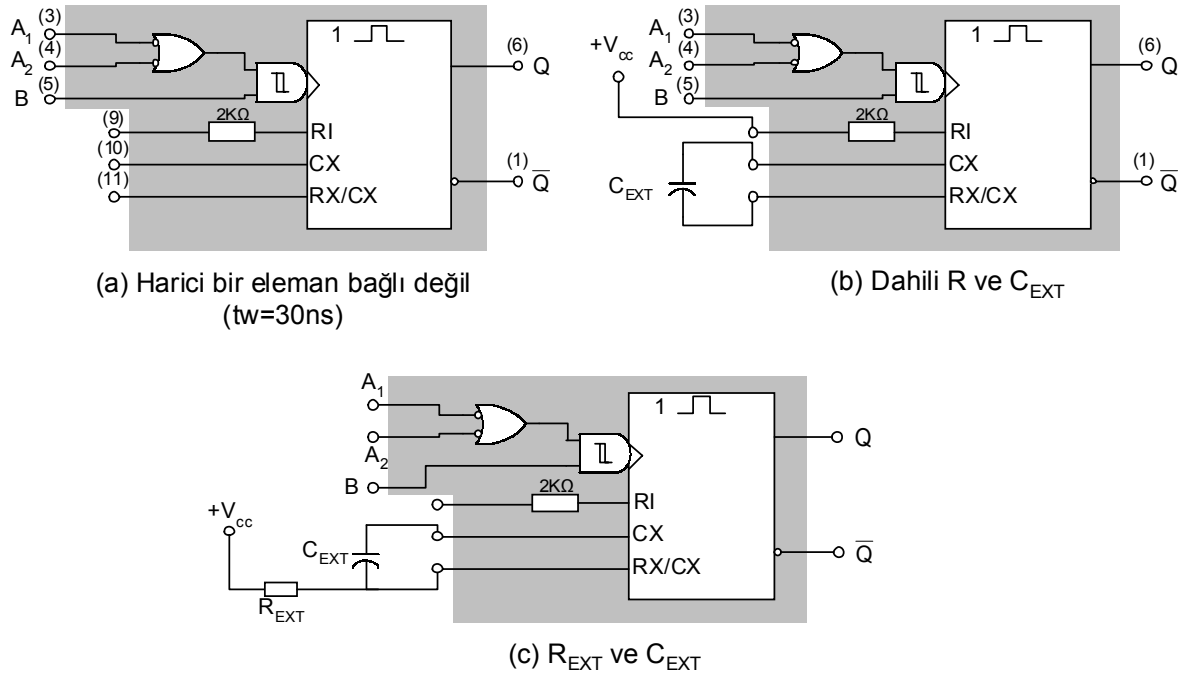 A1 (3)
A2 (4)
B (5)
1
(6) Q
(9) 2KΩ RI
(10) CX
(1) Q̅
(11) RX/CX
(a) Harici bir eleman bağlı değil
(tw=30ns)
+Vcc
A1 (3)
A2 (4)
B (5)
1
(6) Q
2KΩ RI
CX
(1) Q̅
CEXT
RX/CX
(b) Dahili R ve CEXT
A1
A2
B
1
Q
2KΩ RI
+Vcc
CX
CEXT
Q̅
RX/CX
REXT
(c) REXT ve CEXT